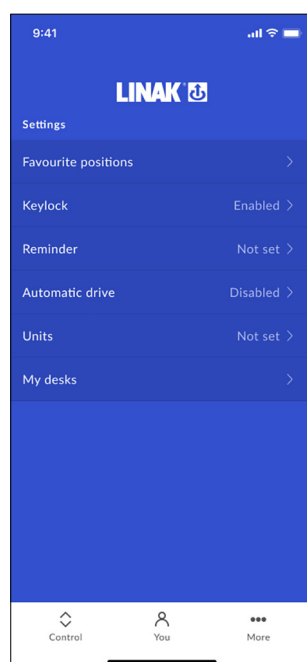 9:41
LINAK
Settings
Favourite positions
Keylock Enabled
Reminder Not set
Automatic drive Disabled
Units Not set
My desks
Control You More